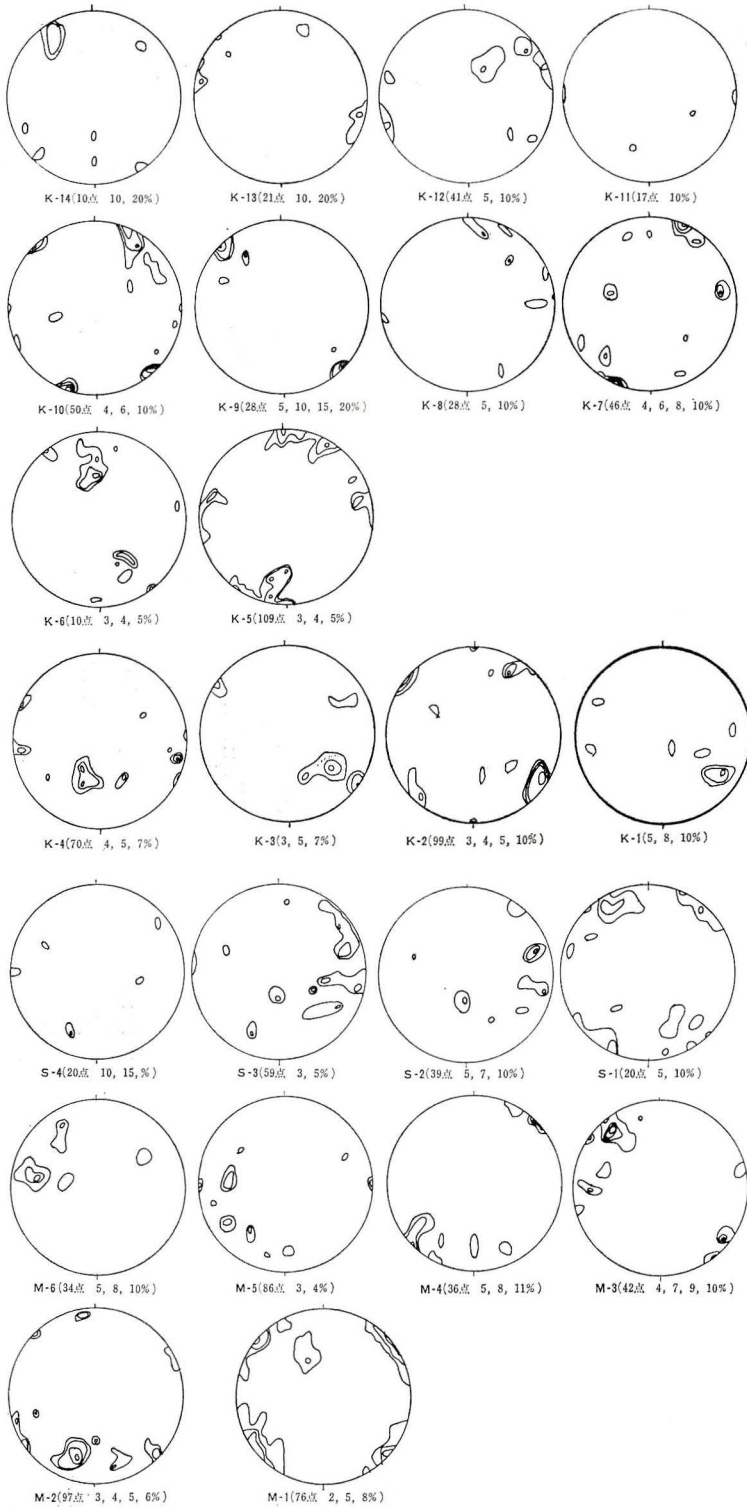 K-14(10点 10, 20%) K-13(21点 10, 20%) K-12(41点 5, 10%) K-11(17点 10%)
K-10(50点 4, 6, 10%) K-9(28点 5, 10, 15, 20%) K-8(28点 5, 10%) K-7(46点 4, 6, 8, 10%)
K-6(10点 3, 4, 5%) K-5(109点 3, 4, 5%)
K-4(70点 4, 5, 7%) K-3(3, 5, 7%) K-2(99点 3, 4, 5, 10%) K-1(5, 8, 10%)
S-4(20点 10, 15,%) S-3(59点 3, 5%) S-2(39点 5, 7, 10%) S-1(20点 5, 10%)
M-6(34点 5, 8, 10%) M-5(86点 3, 4%) M-4(36点 5, 8, 11%) M-3(42点 4, 7, 9, 10%)
M-2(97点 3, 4, 5, 6%) M-1(76点 2, 5, 8%)